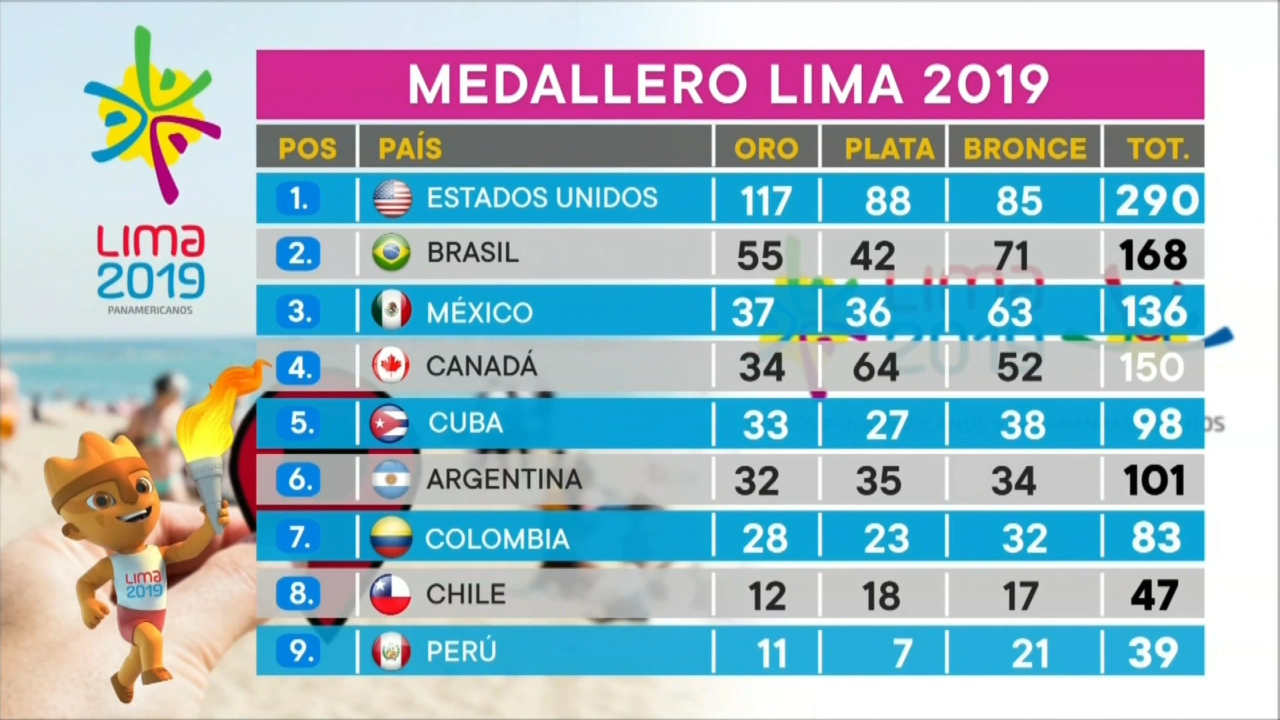 MEDALLERO LIMA 2019
POS PAÍS ORO PLATA BRONCE TOT.
1. ESTADOS UNIDOS 117 88 85 290
2. BRASIL 55 42 71 168
3. MÉXICO 37 36 63 136
4. CANADÁ 34 64 52 150
5. CUBA 33 27 38 98
6. ARGENTINA 32 35 34 101
7. COLOMBIA 28 23 32 83
8. CHILE 12 18 17 47
9. PERÚ 11 7 21 39
LIMA
2019
PANAMERICANOS
LIMA
2019
LIMA
2019